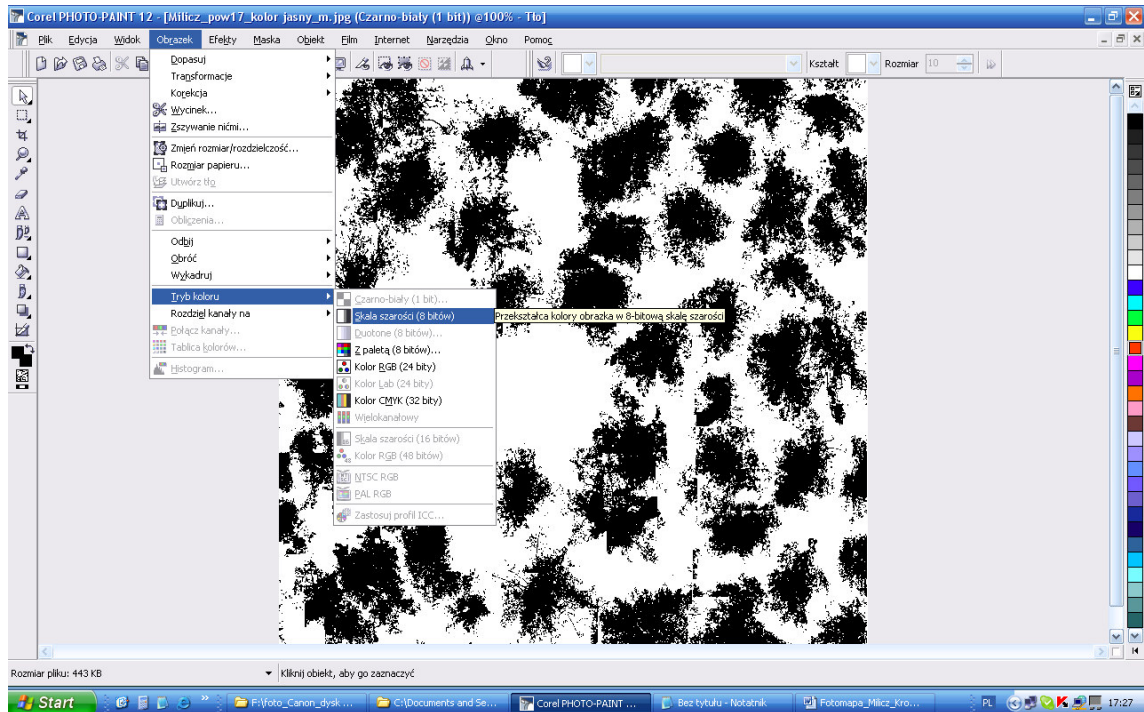 Corel PHOTO-PAINT 12 - [Milicz_pow17_kolor jasny_m.jpg (Czarno-biały (1 bit)) @100% - Tło]
Plik Edycja Widok Obrazek Efekty Maska Objekt Film Internet Narzędzia Okno Pomoc
Kształt Rozmiar 10
Dopasuj
Transformacje
Korekcja
Wycinek...
Zszywanie nićmi...
Zmień rozmiar/rozdzielczość...
Rozmiar papieru...
Utwórz tło
Duplikuj...
Obliczenia...
Odbij
Obróć
Wykadruj
Tryb koloru
Rozdziel kanały na
Połącz kanały...
Tablica kolorów...
Histogram...
Czarno-biały (1 bit)...
Skala szarości (8 bitów)
Przekształca kolory obrazka w 8-bitową skalę szarości
Duotone (8 bitów)...
Z paletą (8 bitów)...
Kolor RGB (24 bity)
Kolor Lab (24 bity)
Kolor CMYK (32 bity)
Wielokanałowy
Skala szarości (16 bitów)
Kolor RGB (48 bitów)
NTSC RGB
PAL RGB
Zastosuj profil ICC...
Rozmiar pliku: 443 KB Kliknij obiekt, aby go zaznaczyć
Start F:\foto_Canon_dysk ... C:\Documents and Se... Corel PHOTO-PAINT ... Bez tytułu - Notatnik Fotomapa_Milicz_Kro... PL 17:27